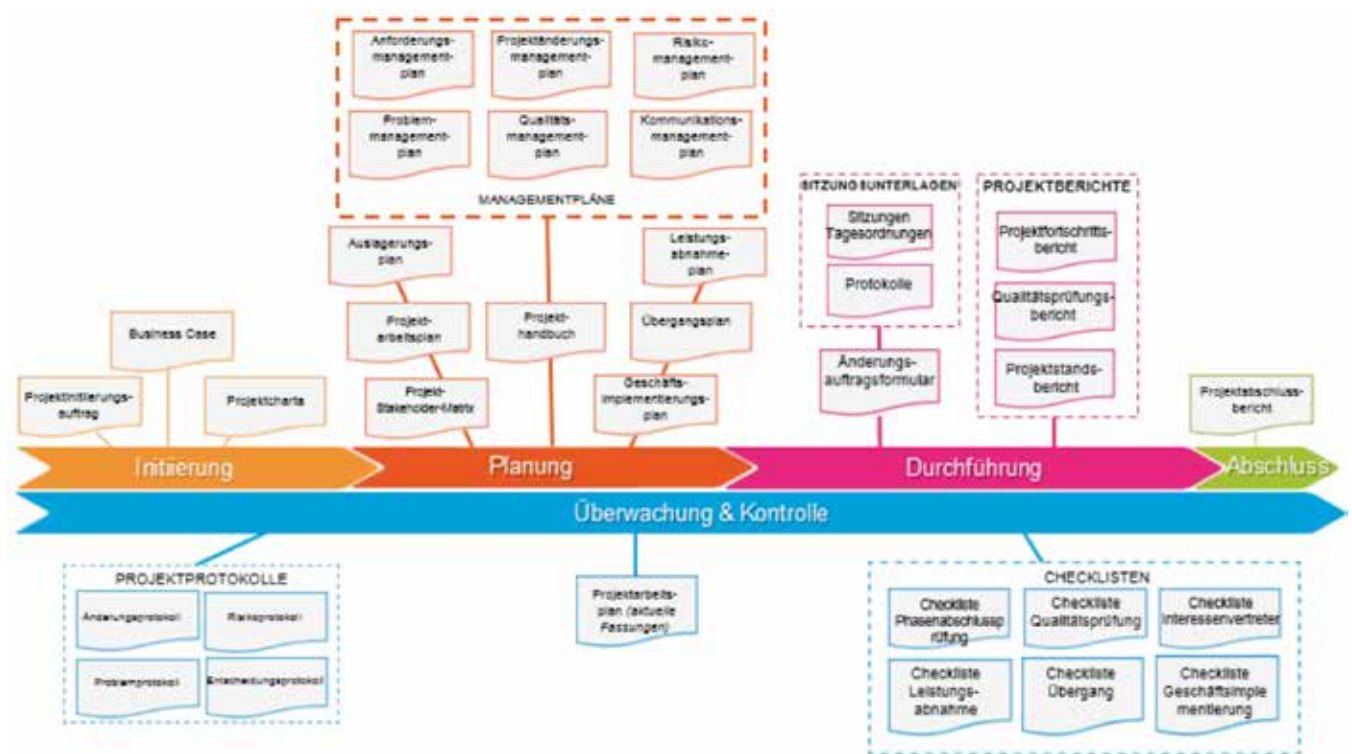 Anforderungs-
management-
plan
Projektänderungs-
management-
plan
Risiko-
management-
plan
Problem-
management-
plan
Qualitäts-
management-
plan
Kommunikations-
management-
plan
MANAGEMENTPLÄNE
Auslagerungs-
plan
Leistungs-
abnahme-
plan
Projekt-
arbeitsplan
Projekt-
handbuch
Übergangsplan
Projekt-
Stakeholder-Matrix
Geschäfts-
implementierungs-
plan
Business Case
Projektinitiierungs-
auftrag
Projektcharta
SITZUNGSUNTERLAGEN
Sitzungen
Tagesordnungen
Protokolle
Änderungs-
auftragsformular
PROJEKTBERICHTE
Projektfortschritts-
bericht
Qualitätsprüfungs-
bericht
Projektstands-
bericht
Projektabschluss-
bericht
Initiierung
Planung
Durchführung
Abschluss
Überwachung & Kontrolle
PROJEKTPROTOKOLLE
Änderungsprotokoll
Risikoprotokoll
Problemprotokoll
Entscheidungsprotokoll
Projektarbeits-
plan (aktuelle
Fassungen)
CHECKLISTEN
Checkliste
Phasenabschlussp
rüfung
Checkliste
Qualitätsprüfung
Checkliste
Interessenvertreter
Checkliste
Leistungs-
abnahme
Checkliste
Übergang
Checkliste
Geschäftsimple
mentierung